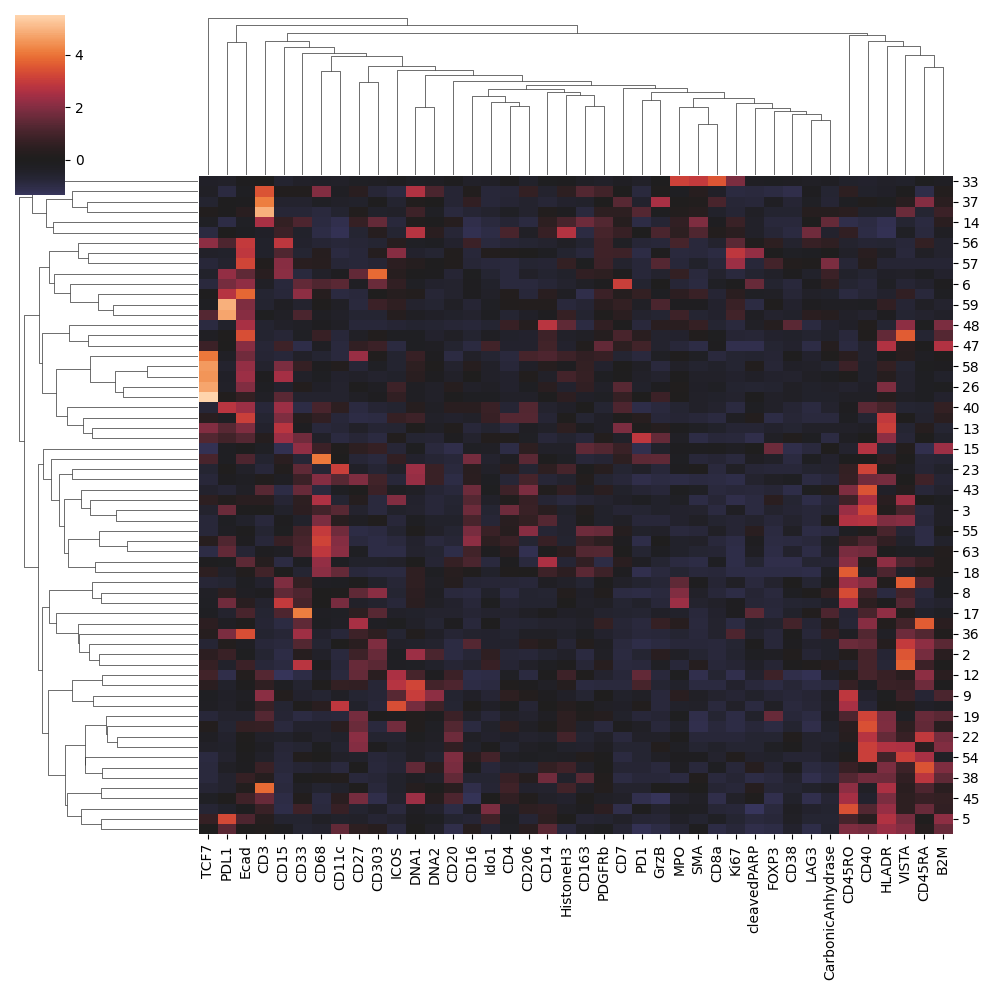 4
2
0
33
37
14
56
57
6
59
48
47
58
26
40
13
15
23
43
3
55
63
18
8
17
36
2
12
9
19
22
54
38
45
5
TCF7
PDL1
Ecad
CD3
CD15
CD33
CD68
CD11c
CD27
CD303
ICOS
DNA1
DNA2
CD20
CD16
Ido1
CD4
CD206
CD14
HistoneH3
CD163
PDGFRb
CD7
PD1
GrzB
MPO
SMA
CD8a
Ki67
cleavedPARP
FOXP3
CD38
LAG3
CarbonicAnhydrase
CD45RO
CD40
HLADR
VISTA
CD45RA
B2M